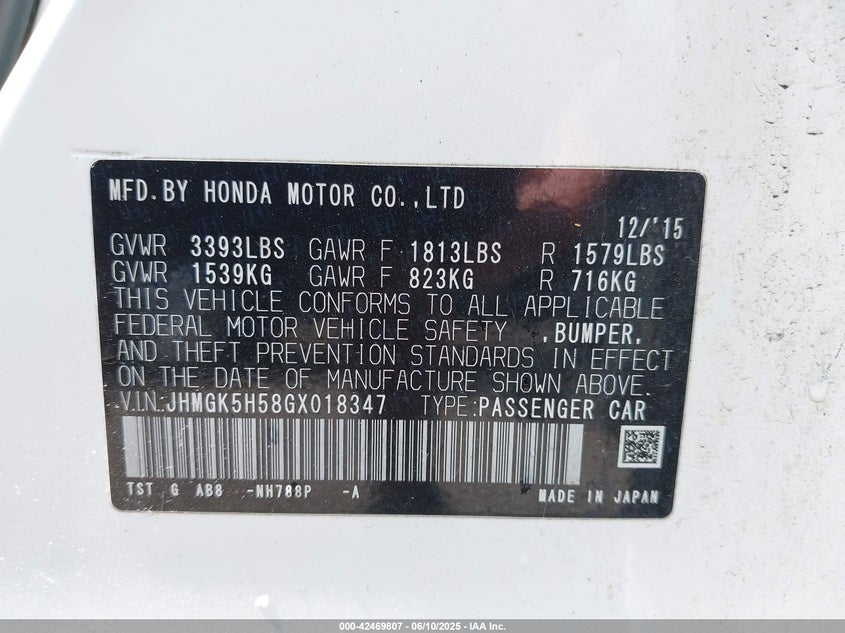 MFD.BY HONDA MOTOR CO.,LTD
12/'15
GVWR 3393LBS GAWR F 1813LBS R 1579LBS
GVWR 1539KG GAWR F 823KG R 716KG
THIS VEHICLE CONFORMS TO ALL APPLICABLE
FEDERAL MOTOR VEHICLE SAFETY ,BUMPER,
AND THEFT PREVENTION STANDARDS IN EFFECT
ON THE DATE OF MANUFACTURE SHOWN ABOVE.
V.I.N.:JHMGK5H58GX018347 TYPE:PASSENGER CAR
TST G AB8 -NH788P -A MADE IN JAPAN
000-42469807 - 06/10/2025 - IAA Inc.